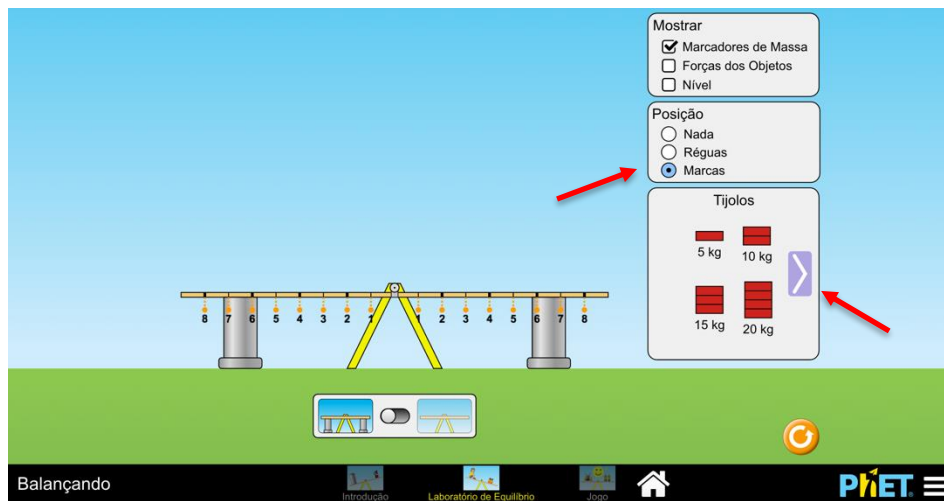 Mostrar
Marcadores de Massa
Forças dos Objetos
Nível
Posição
Nada
Réguas
Marcas
Tijolos
5 kg 10 kg
15 kg 20 kg
8 7 6 5 4 3 2 1 1 2 3 4 5 6 7 8
Balançando
Introdução Laboratório de Equilíbrio Jogo
PhET